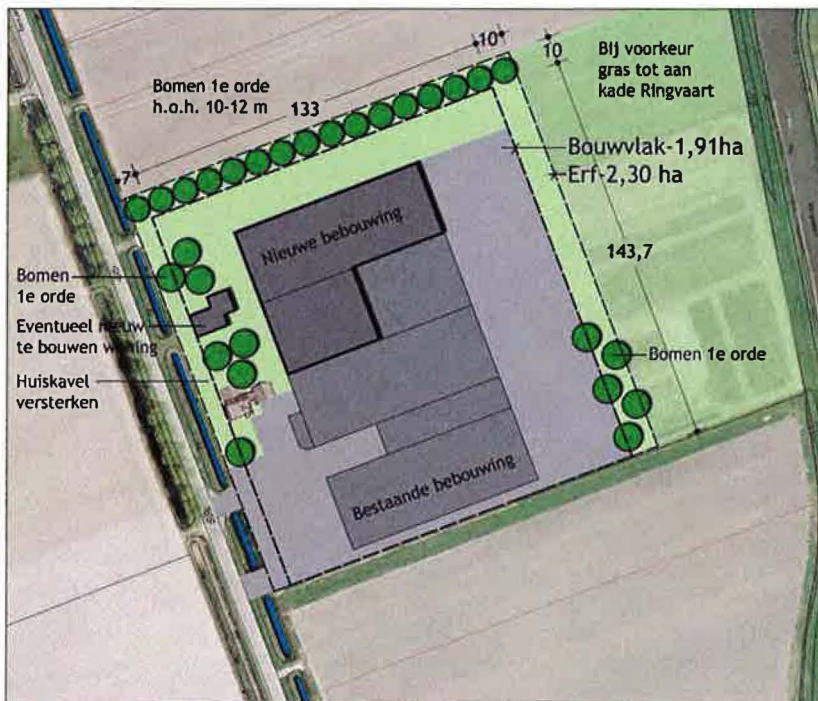 10
10
Bij voorkeur
gras tot aan
kade Ringvaart
Bomen 1e orde
h.o.h. 10-12 m
133
7
Bouwvlak-1,91ha
Erf-2,30 ha
Nieuwe bebouwing
143,7
Bomen
1e orde
Eventueel nieuw
te bouwen woning
Bomen 1e orde
Huiskavel
versterken
Bestaande bebouwing